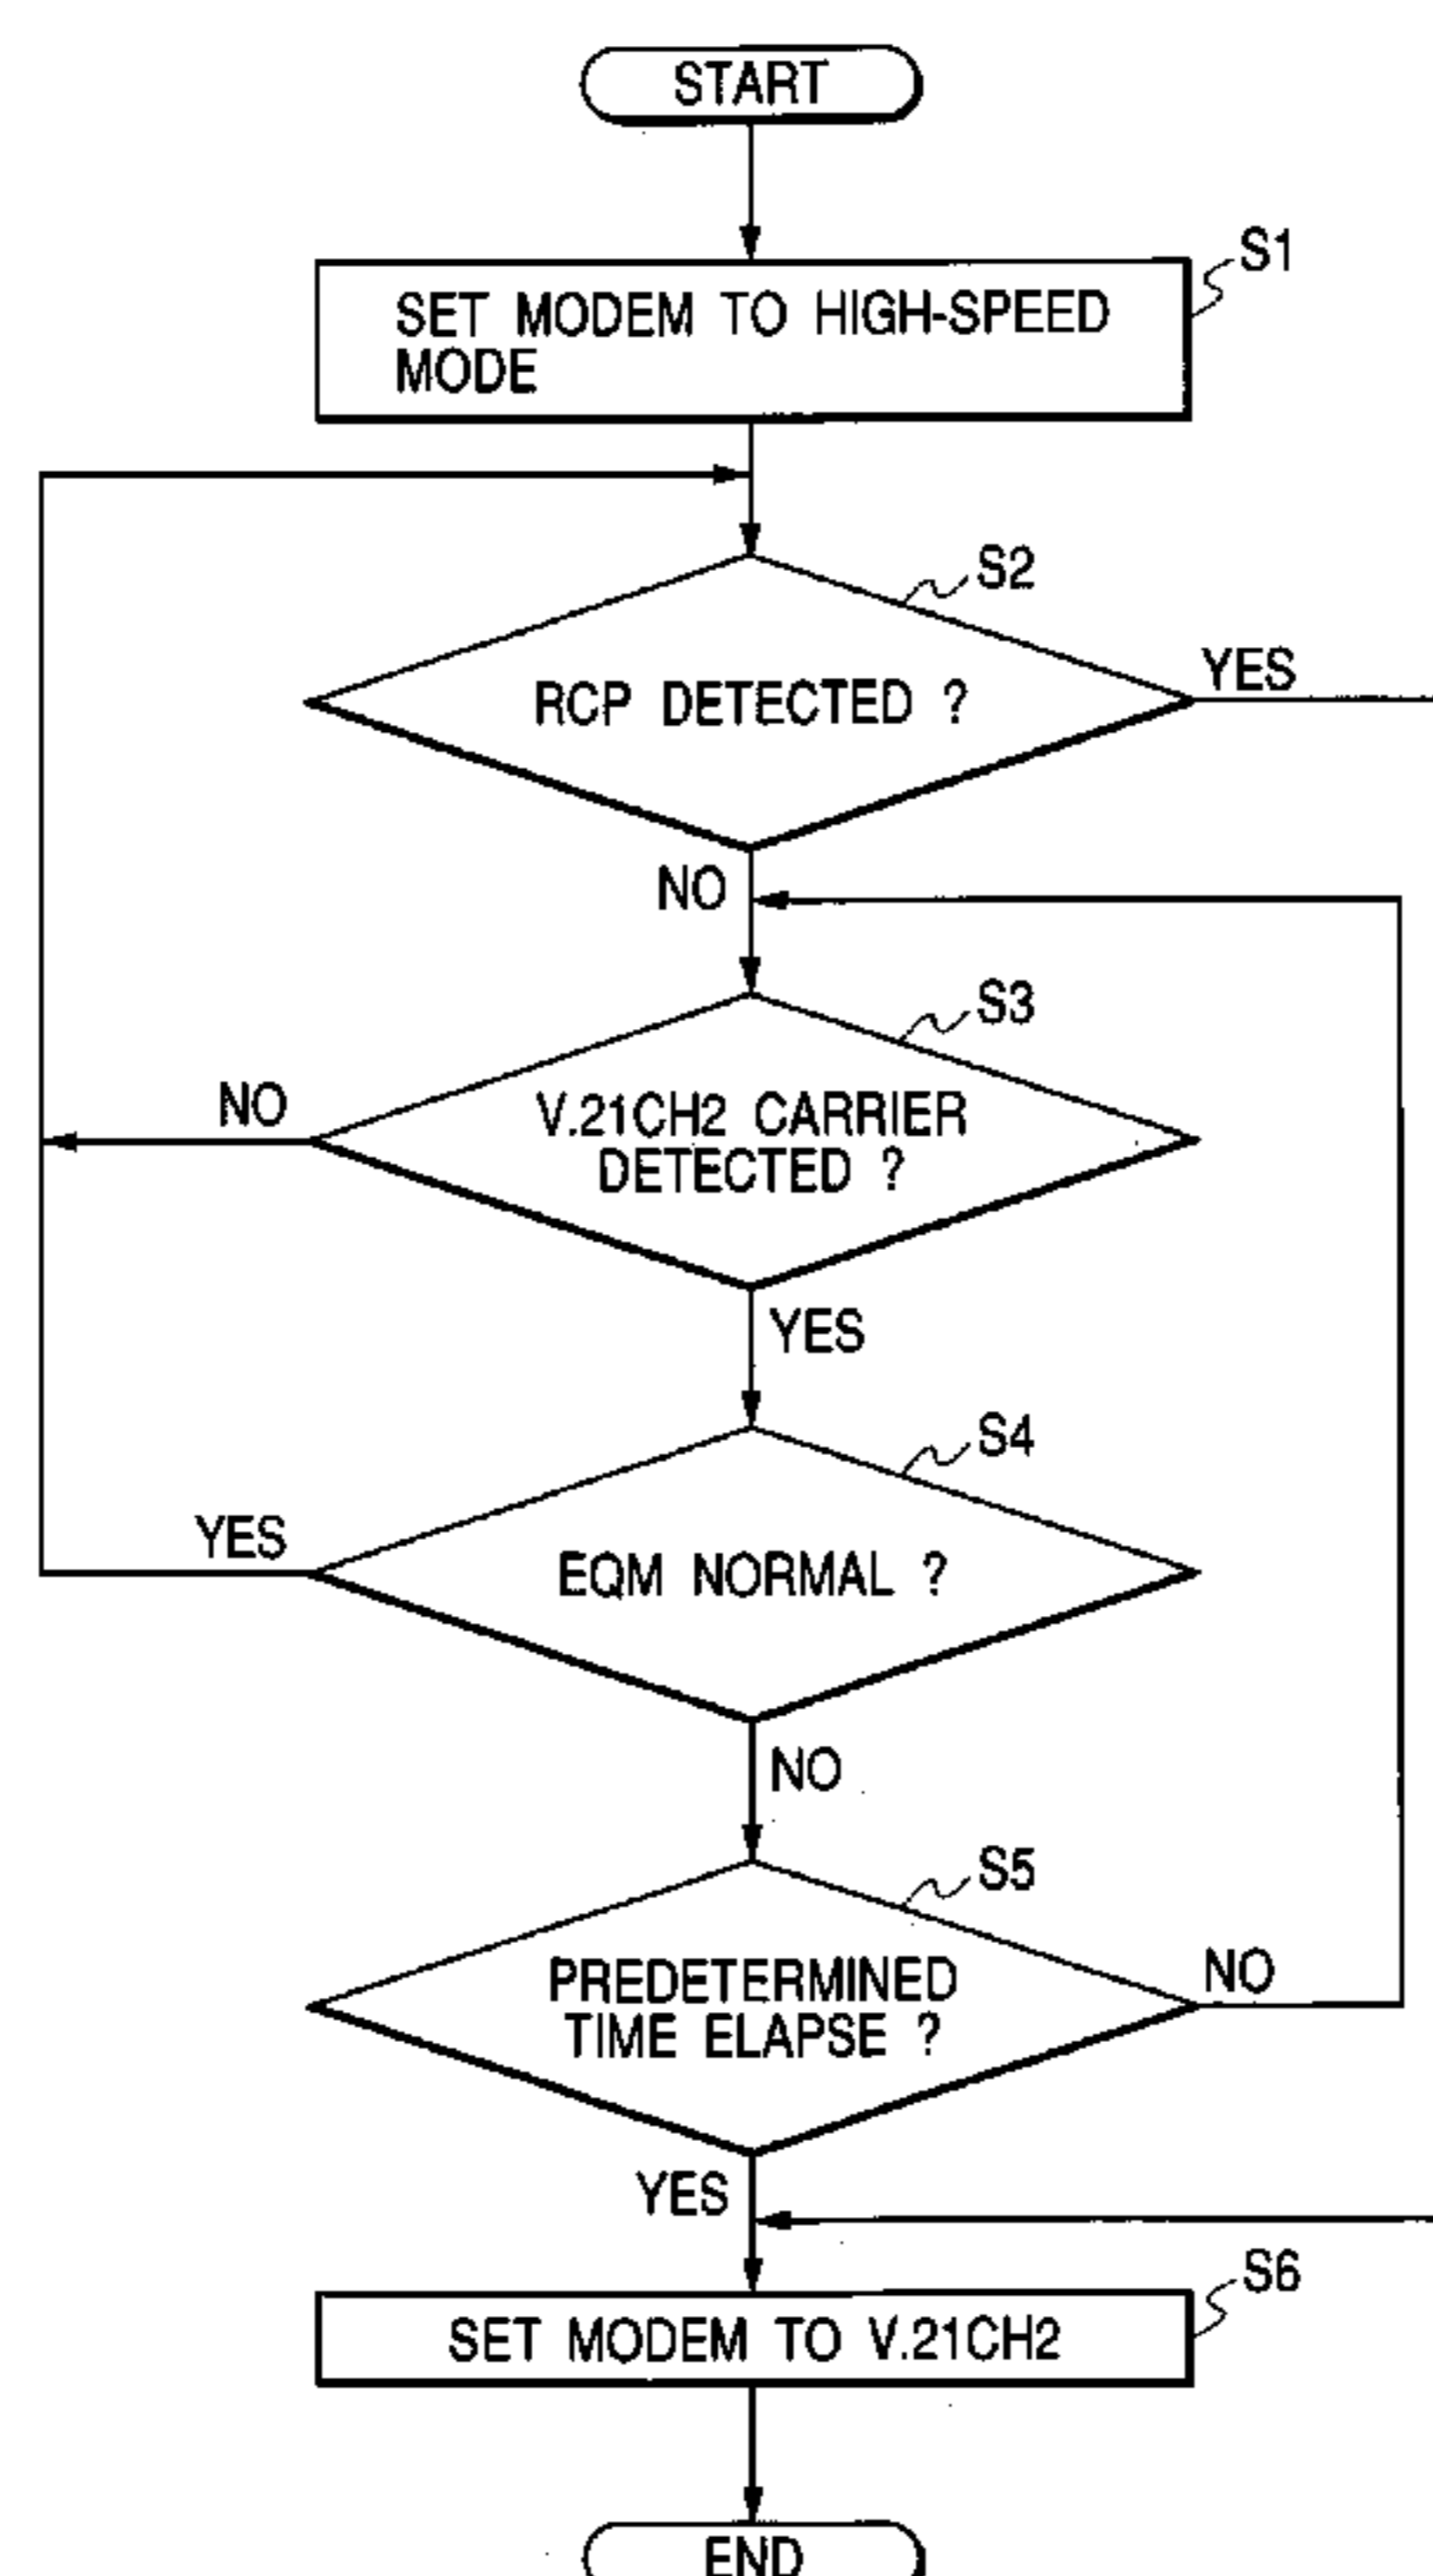 START
S1
SET MODEM TO HIGH-SPEED
MODE
S2
RCP DETECTED ?
YES
NO
S3
V.21CH2 CARRIER
DETECTED ?
NO
YES
S4
EQM NORMAL ?
YES
NO
S5
PREDETERMINED
TIME ELAPSE ?
NO
YES
S6
SET MODEM TO V.21CH2
END